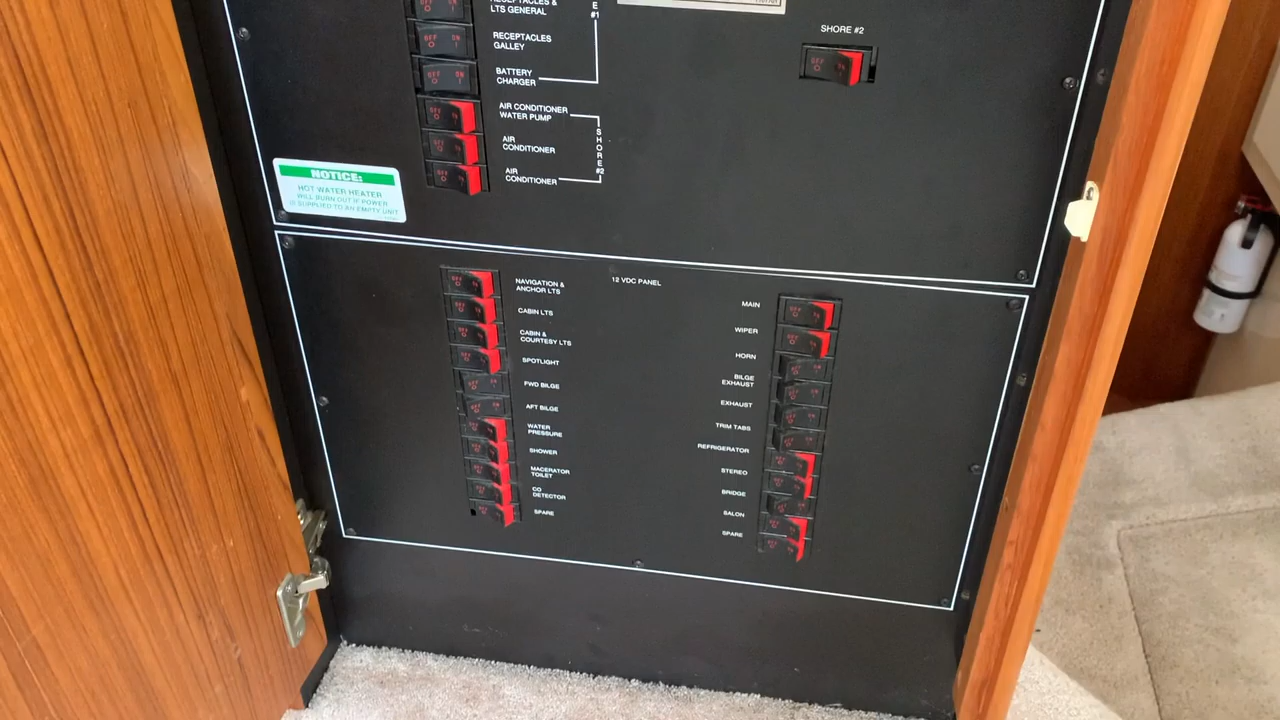 RECEPTACLES &
LTS GENERAL
E
#1
RECEPTACLES
GALLEY
BATTERY
CHARGER
AIR CONDITIONER
WATER PUMP
AIR
CONDITIONER
AIR
CONDITIONER
SHORE
#2
SHORE #2
OFF ON
NOTICE:
HOT WATER HEATER
WILL BURN OUT IF POWER
IS SUPPLIED TO AN EMPTY UNIT
12 VDC PANEL
NAVIGATION &
ANCHOR LTS
CABIN LTS
CABIN &
COURTESY LTS
SPOTLIGHT
FWD BILGE
AFT BILGE
WATER
PRESSURE
SHOWER
MACERATOR
TOILET
CO
DETECTOR
SPARE
MAIN
WIPER
HORN
BILGE
EXHAUST
EXHAUST
TRIM TABS
REFRIGERATOR
STEREO
BRIDGE
SALON
SPARE